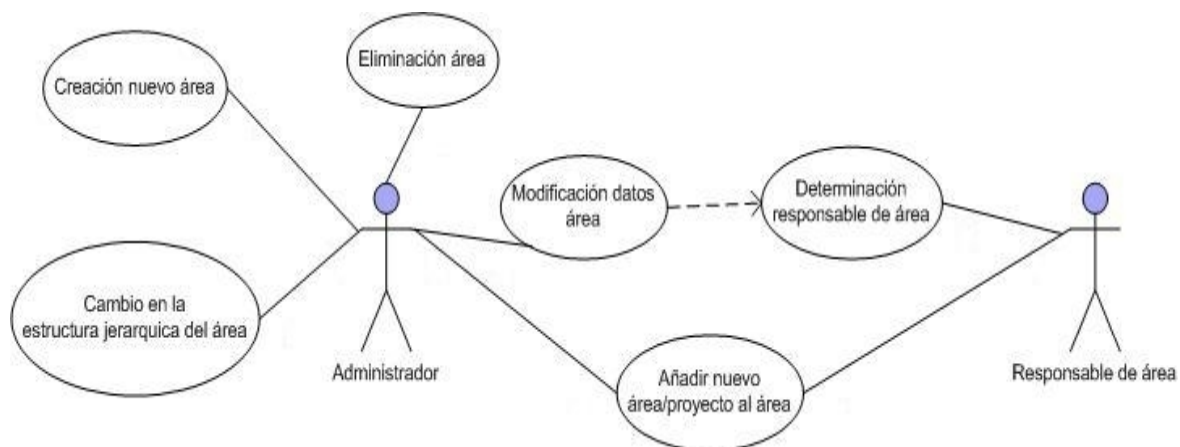 Eliminación área
Creación nuevo área
Modificación datos
área
Determinación
responsable de área
Cambio en la
estructura jerarquica del área
Administrador
Añadir nuevo
área/proyecto al área
Responsable de área